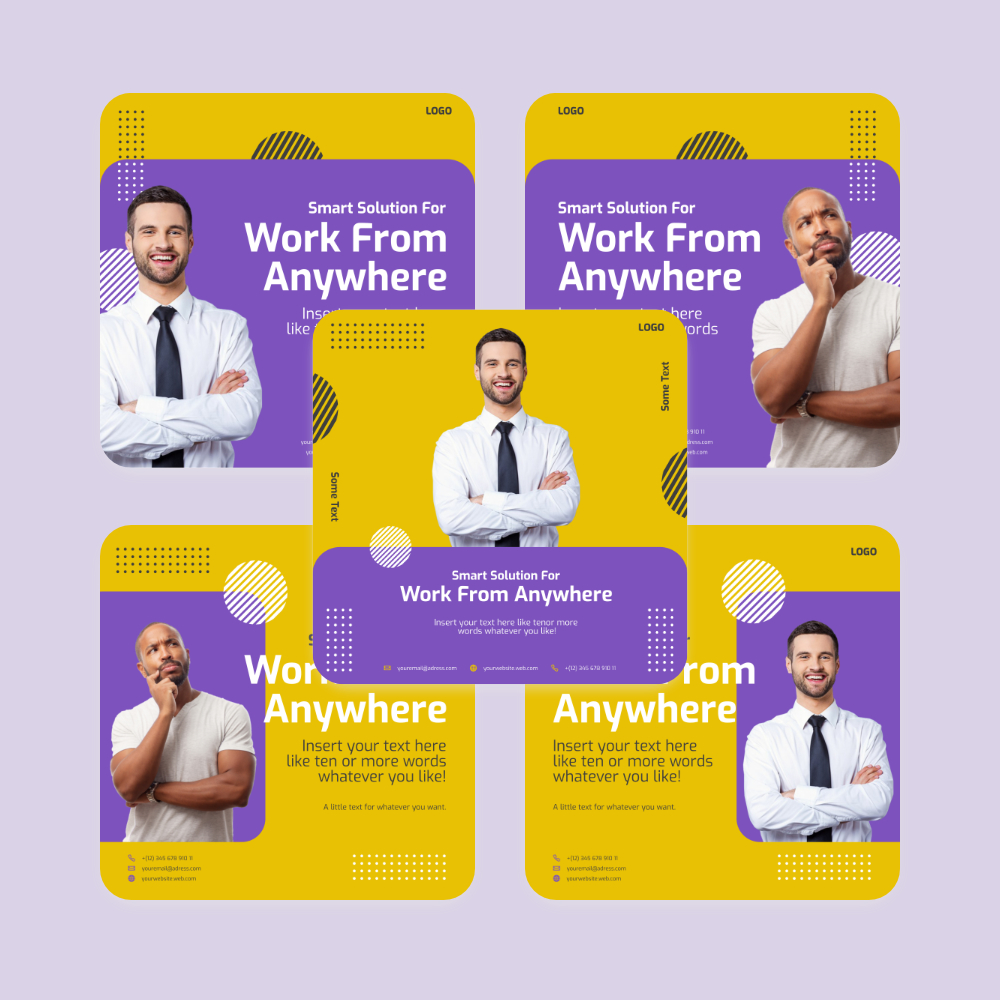 LOGO
Smart Solution For
Work From
Anywhere
like
LOGO
Smart Solution For
Work From
Anywhere
LOGO
Some Text
Some Text
Smart Solution For
Work From Anywhere
Insert your text here like tenor more
words whatever you like!
youremail@adress.com
yourwebsite.web.com
+(12) 345 678 910 11
Anywhere
Insert your text here
like ten or more words
whatever you like!
A little text for whatever you want.
+(12) 345 678 910 11
youremail@adress.com
yourwebsite.web.com
LOGO
From
Anywhere
Insert your text here
like ten or more words
whatever you like!
A little text for whatever you want.
+(12) 345 678 910 11
youremail@adress.com
yourwebsite.web.com